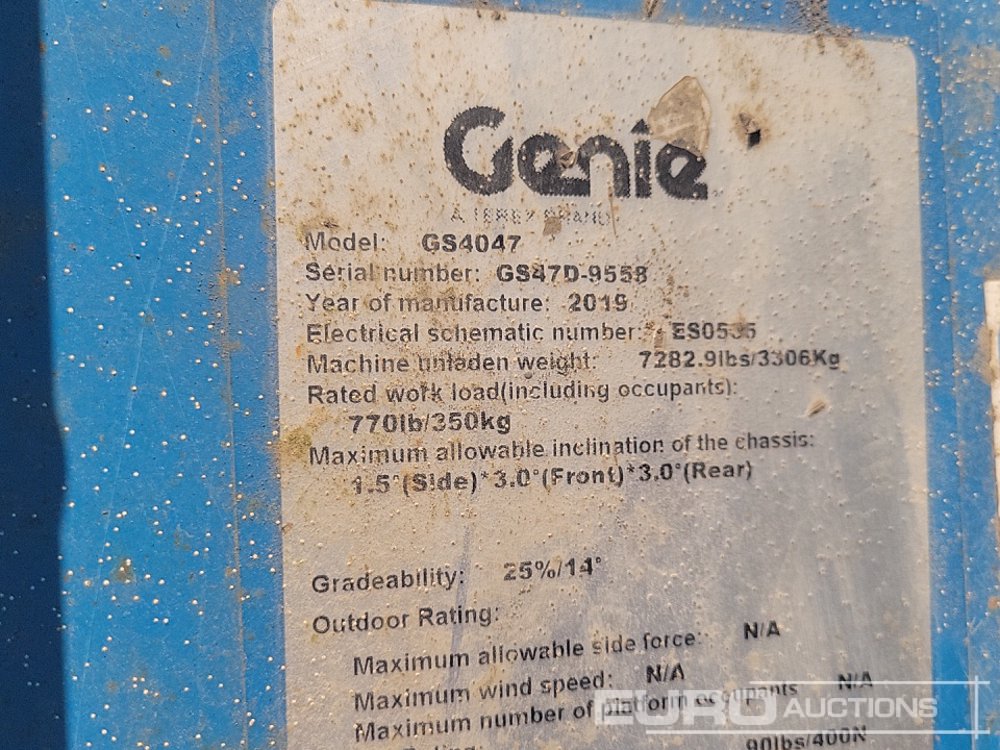 Genie
A TEREX BRAND
Model: GS4047
Serial number: GS47D-9558
Year of manufacture: 2019
Electrical schematic number: ES0535
Machine unladen weight: 7282.9lbs/3306Kg
Rated work load(including occupants):
770lb/350kg
Maximum allowable inclination of the chassis:
1.5°(Side)*3.0°(Front)*3.0°(Rear)
Gradeability: 25%/14°
Outdoor Rating:
Maximum allowable side force: N/A
Maximum wind speed: N/A
Maximum number of platform occupants N/A
90lbs/400N
EURO AUCTIONS